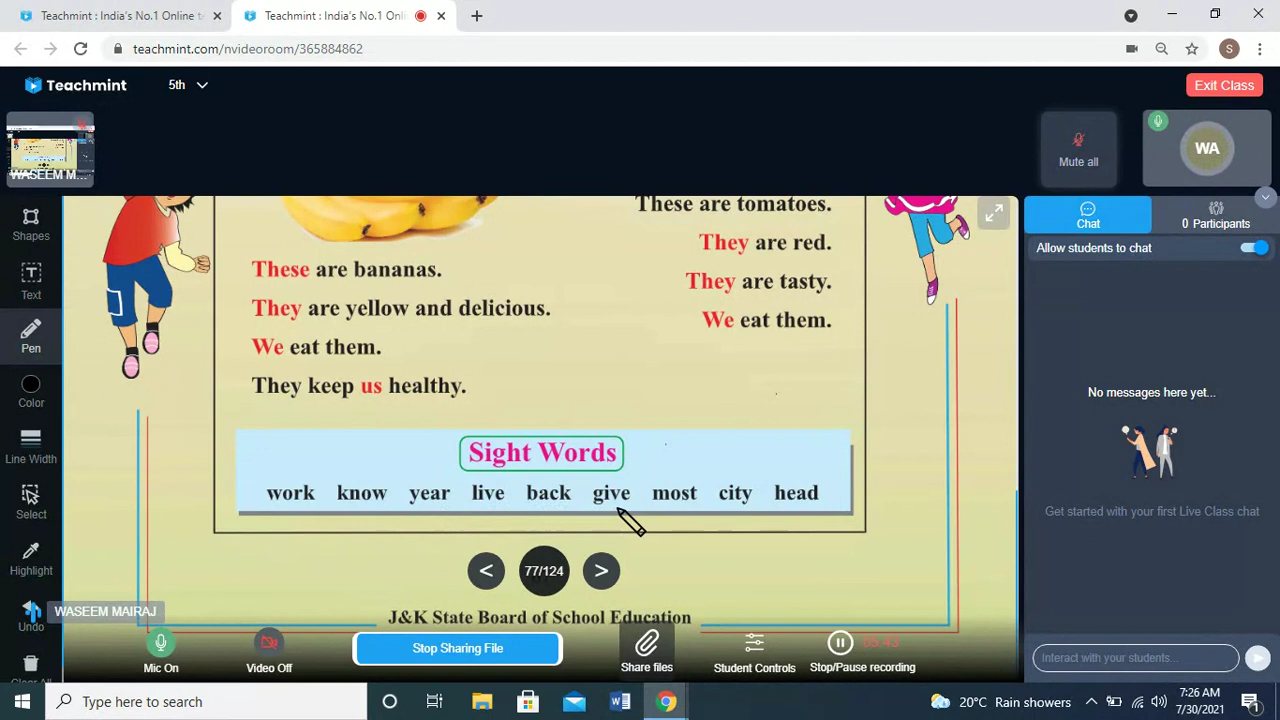 Teachmint : India's No.1 Online t
Teachmint : India's No.1 Onli
teachmint.com/nvideoroom/365884862
S
Teachmint
5th
Exit Class
WASEEM M...
Mute all
WA
Shapes
Text
Pen
Color
Line Width
Select
Highlight
Undo
Clear All
These are bananas.
They are yellow and delicious.
We eat them.
They keep us healthy.
These are tomatoes.
They are red.
They are tasty.
We eat them.
Sight Words
work know year live back give most city head
< 77/124 >
J&K State Board of School Education
WASEEM MAIRAJ
Mic On
Video Off
Stop Sharing File
Share files
Student Controls
05:43
Stop/Pause recording
Chat
0 Participants
Allow students to chat
No messages here yet...
Get started with your first Live Class chat
Interact with your students...
Type here to search
20°C Rain showers
7:26 AM
7/30/2021
1